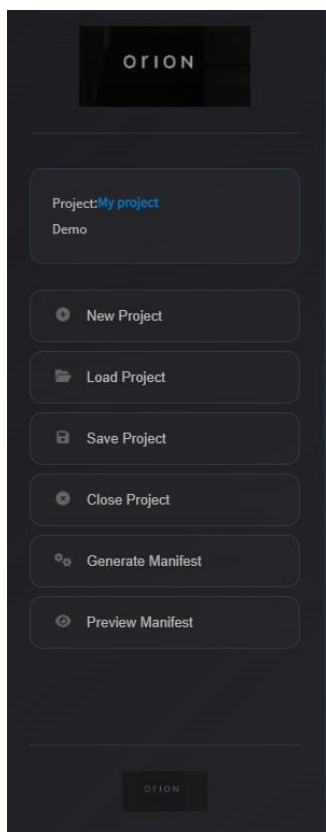 orion
Project:My project
Demo
New Project
Load Project
Save Project
Close Project
Generate Manifest
Preview Manifest
orion